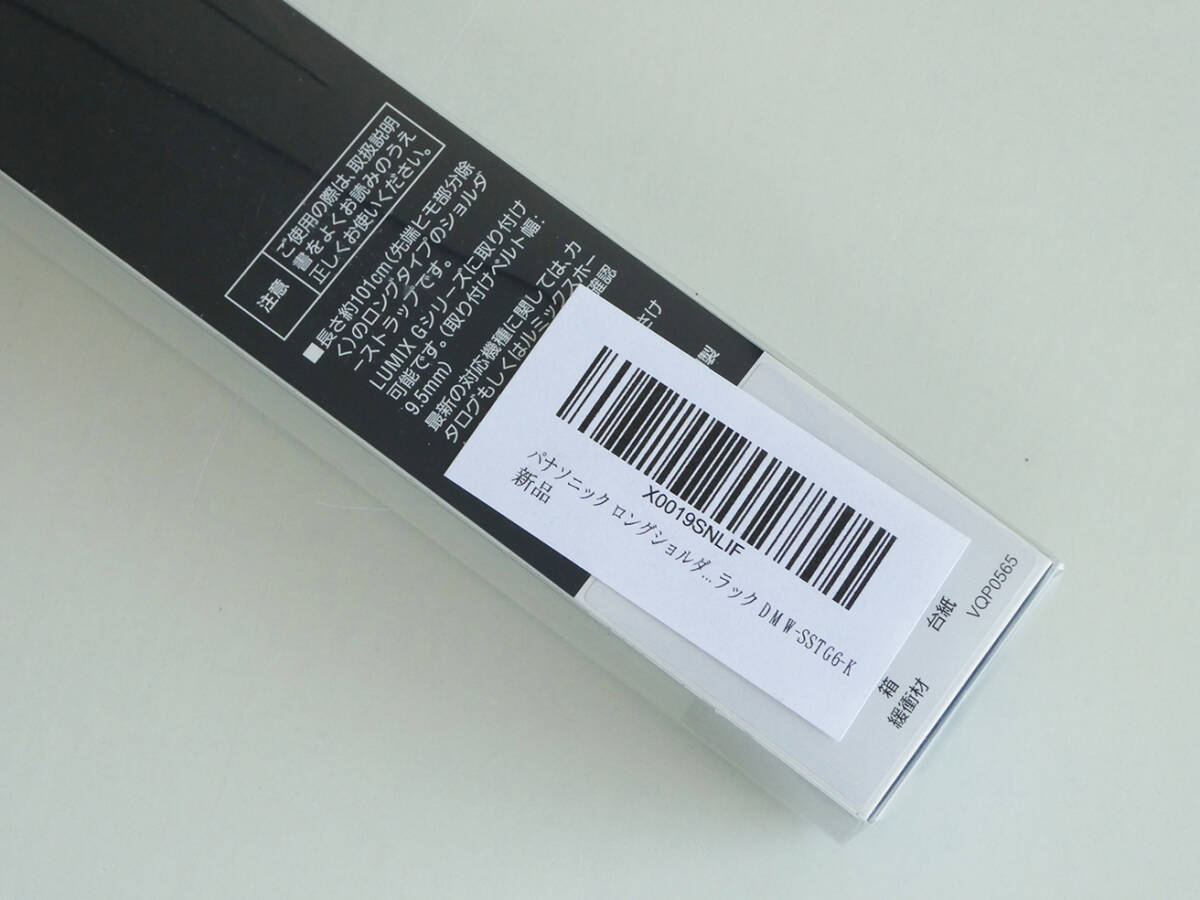 注意
ご使用の際は、取扱説明
書をよくお読みのうえ
正しくお使いください。
■長さ約101cm(先端ヒモ部分除
く)のロングタイプのショルダ
ーストラップです。
LUMIX Gシリーズに取り付け
可能です。(取り付けベルト幅:
9.5mm)
最新の対応機種に関しては、カ
タログもしくはルミックスポー
確認
さけ
製
X0019SNLIF
パナソニック ロングショルダ...ラック DMW-SSTG6-K
新品
台紙
箱
緩衝材
VQP0565